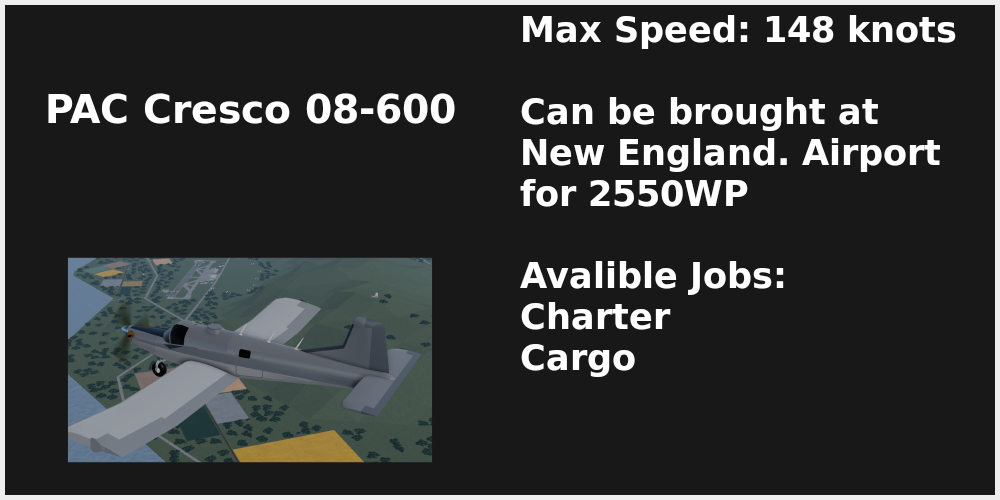 PAC Cresco 08-600
Max Speed: 148 knots
Can be brought at
New England. Airport
for 2550WP
Avalible Jobs:
Charter
Cargo